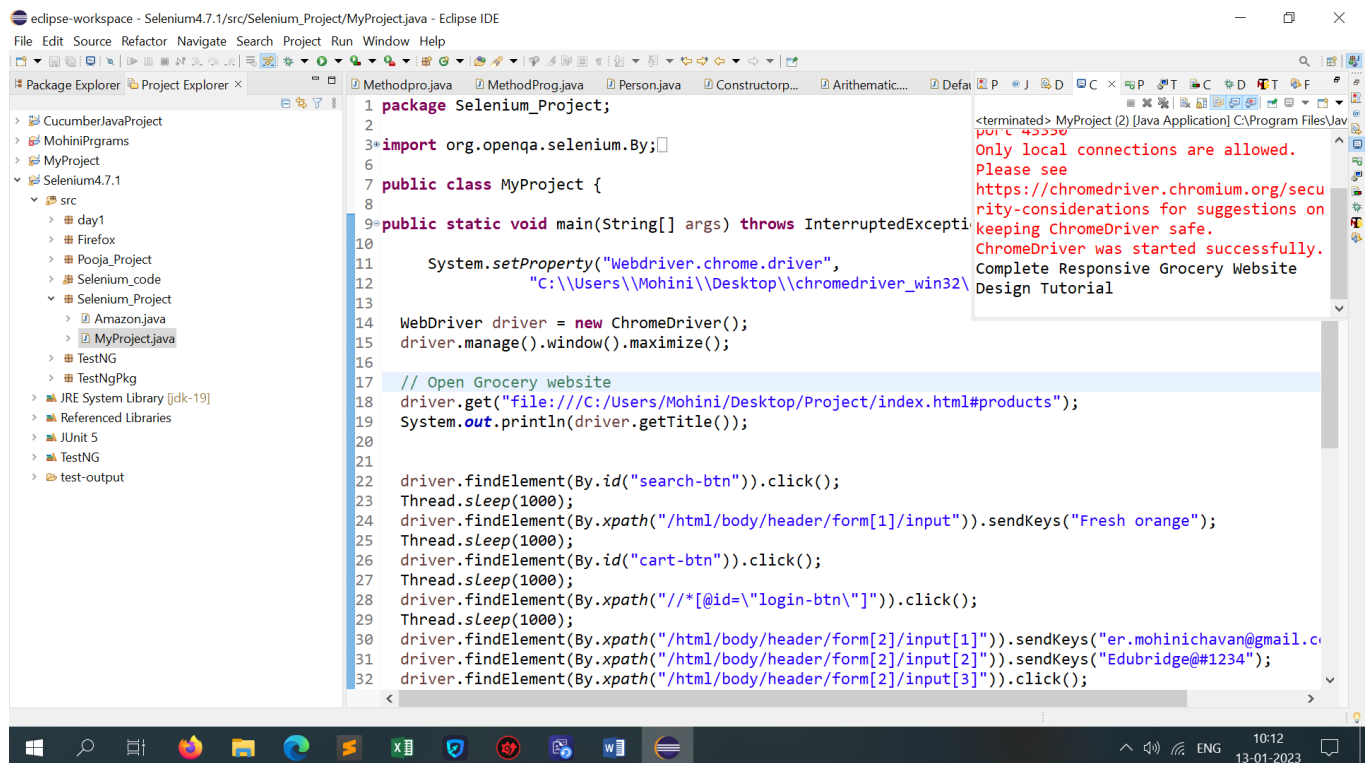 eclipse-workspace - Selenium4.7.1/src/Selenium_Project/MyProject.java - Eclipse IDE
File Edit Source Refactor Navigate Search Project Run Window Help
Package Explorer Project Explorer ×
CucumberJavaProject
MohiniPrgrams
MyProject
Selenium4.7.1
src
day1
Firefox
Pooja_Project
Selenium_code
Selenium_Project
Amazon.java
MyProject.java
TestNG
TestNgPkg
JRE System Library [jdk-19]
Referenced Libraries
JUnit 5
TestNG
test-output
Methodpro.java MethodProg.java Person.java Constructorp... Arithematic.... Defau
1 package Selenium_Project;
2
3 import org.openqa.selenium.By;
6
7 public class MyProject {
8
9 public static void main(String[] args) throws InterruptedExcepti
10
11 System.setProperty("Webdriver.chrome.driver",
12 "C:\\Users\\Mohini\\Desktop\\chromedriver_win32\
13
14 WebDriver driver = new ChromeDriver();
15 driver.manage().window().maximize();
16
17 // Open Grocery website
18 driver.get("file:///C:/Users/Mohini/Desktop/Project/index.html#products");
19 System.out.println(driver.getTitle());
20
21
22 driver.findElement(By.id("search-btn")).click();
23 Thread.sleep(1000);
24 driver.findElement(By.xpath("/html/body/header/form[1]/input")).sendKeys("Fresh orange");
25 Thread.sleep(1000);
26 driver.findElement(By.id("cart-btn")).click();
27 Thread.sleep(1000);
28 driver.findElement(By.xpath("//*[@id=\"login-btn\"]")).click();
29 Thread.sleep(1000);
30 driver.findElement(By.xpath("/html/body/header/form[2]/input[1]")).sendKeys("er.mohinichavan@gmail.c
31 driver.findElement(By.xpath("/html/body/header/form[2]/input[2]")).sendKeys("Edubridge@#1234");
32 driver.findElement(By.xpath("/html/body/header/form[2]/input[3]")).click();
P J D C × P T C D T F
<terminated> MyProject (2) [Java Application] C:\Program Files\Jav
port 43350
Only local connections are allowed.
Please see
https://chromedriver.chromium.org/secu
rity-considerations for suggestions on
keeping ChromeDriver safe.
ChromeDriver was started successfully.
Complete Responsive Grocery Website
Design Tutorial
ENG
10:12
13-01-2023